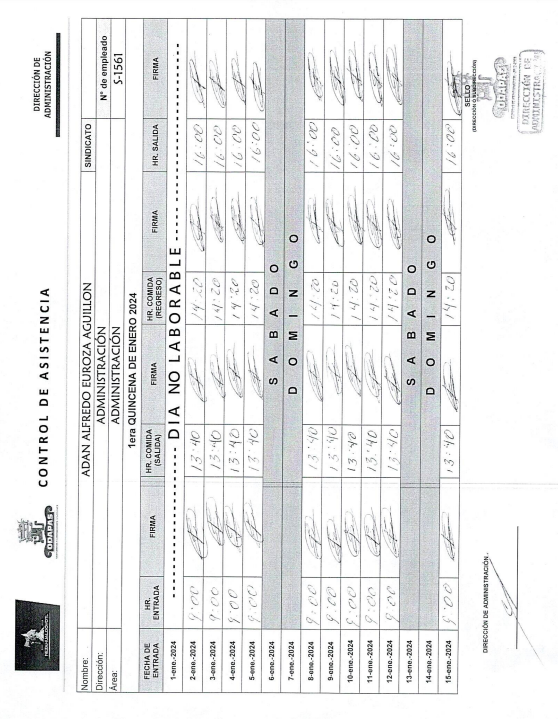 DIRECCIÓN DE
ADMINISTRACIÓN
ODAPAS
CONTROL DE ASISTENCIA
Nombre: ADAN ALFREDO EUROZA AGUILLON SINDICATO
Dirección: ADMINISTRACIÓN N° de empleado
Área: ADMINISTRACIÓN S-1561
1era QUINCENA DE ENERO 2024
FECHA DE ENTRADA HR. ENTRADA FIRMA HR. COMIDA (SALIDA) FIRMA HR. COMIDA (REGRESO) FIRMA HR. SALIDA FIRMA
1-ene.-2024 DIA NO LABORABLE
2-ene.-2024 9:00 13:40 14:20 16:00
3-ene.-2024 9:00 13:40 14:20 16:00
4-ene.-2024 9:00 13:40 14:20 16:00
5-ene.-2024 9:00 13:40 14:20 16:00
6-ene.-2024 SABADO
7-ene.-2024 DOMINGO
8-ene.-2024 9:00 13:40 14:20 16:00
9-ene.-2024 9:00 13:40 14:20 16:00
10-ene.-2024 9:00 13:40 14:20 16:00
11-ene.-2024 9:00 13:40 14:20 16:00
12-ene.-2024 9:00 13:40 14:20 16:00
13-ene.-2024 SABADO
14-ene.-2024 DOMINGO
15-ene.-2024 9:00 13:40 14:20 16:00
DIRECCIÓN DE ADMINISTRACIÓN.
SELLO
ODAPAS
DIRECCIÓN DE